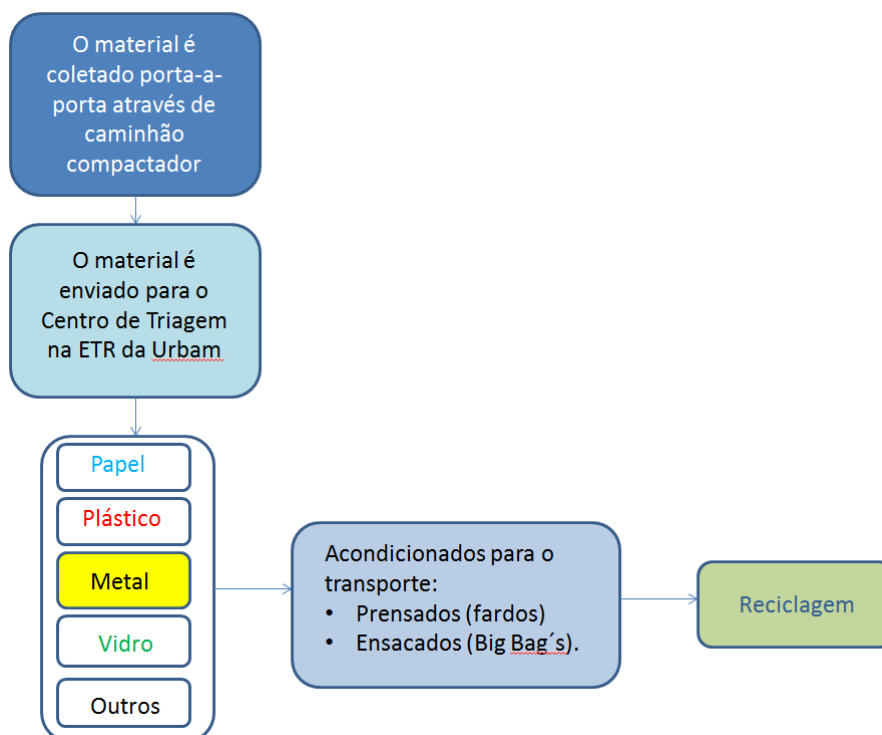 O material é
coletado porta-a-
porta através de
caminhão
compactador
O material é
enviado para o
Centro de Triagem
na ETR da Urbam
Papel
Plástico
Metal
Vidro
Outros
Acondicionados para o
transporte:
• Prensados (fardos)
• Ensacados (Big Bag´s).
Reciclagem